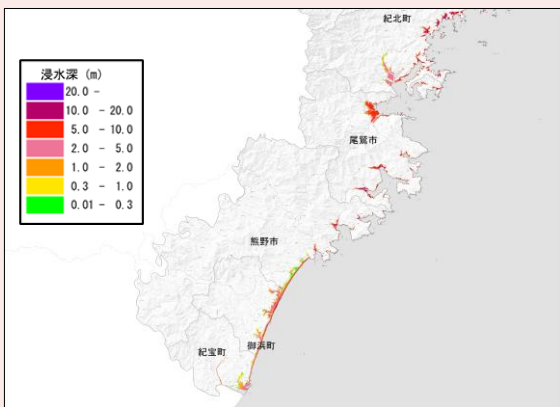 紀北町
浸水深 (m)
20.0 -
10.0 - 20.0
5.0 - 10.0
2.0 - 5.0
1.0 - 2.0
0.3 - 1.0
0.01 - 0.3
尾鷲市
熊野市
御浜町
紀宝町